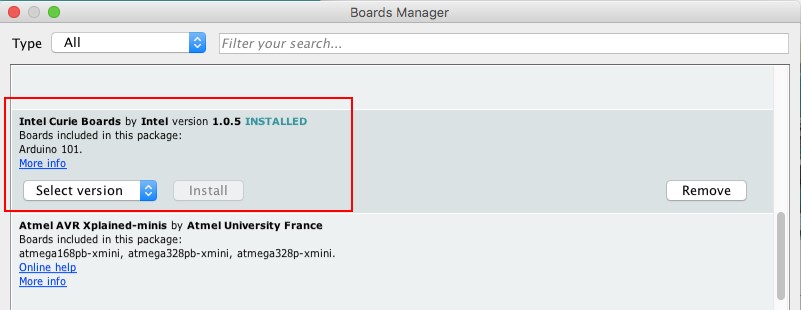 Boards Manager
Type All Filter your search...
Intel Curie Boards by Intel version 1.0.5 INSTALLED
Boards included in this package:
Arduino 101.
More info
Select version Install Remove
Atmel AVR Xplained-minis by Atmel University France
Boards included in this package:
atmega168pb-xmini, atmega328pb-xmini, atmega328p-xmini.
Online help
More info